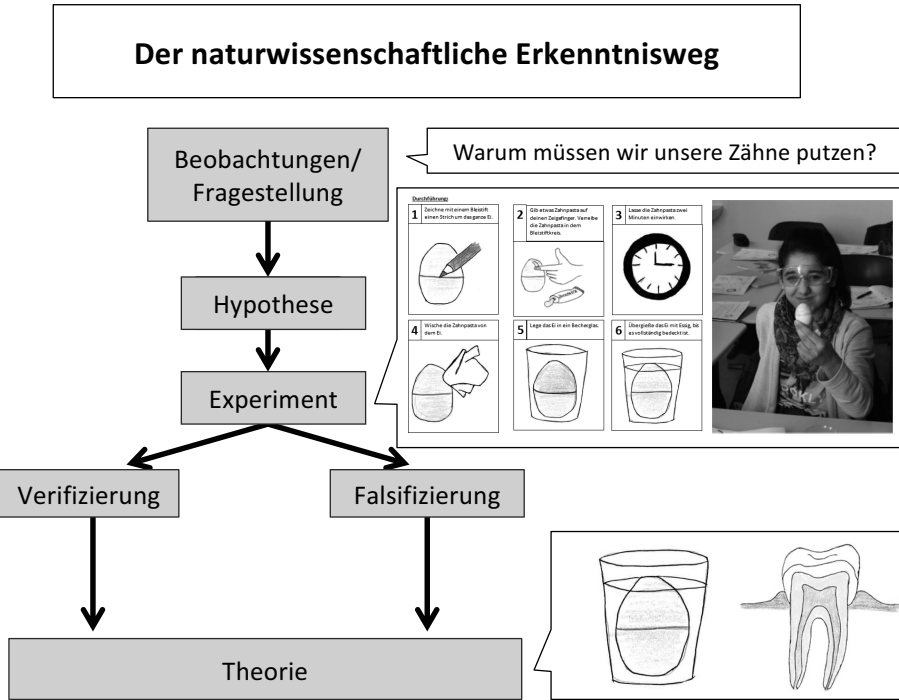 Der naturwissenschaftliche Erkenntnisweg
Beobachtungen/
Fragestellung
Warum müssen wir unsere Zähne putzen?
Durchführung:
1
Zeichne mit einem Bleistift
einen Strich um das ganze Ei.
2
Gib etwas Zahnpasta auf
deinen Zeigefinger. Verreibe
die Zahnpasta in dem
Bleistiftkreis.
3
Lasse die Zahnpasta zwei
Minuten einwirken.
Hypothese
4
Wische die Zahnpasta von
dem Ei.
5
Lege das Ei in ein Becherglas.
6
Übergieße das Ei mit Essig, bis
es vollständig bedeckt ist.
Experiment
Verifizierung
Falsifizierung
Theorie